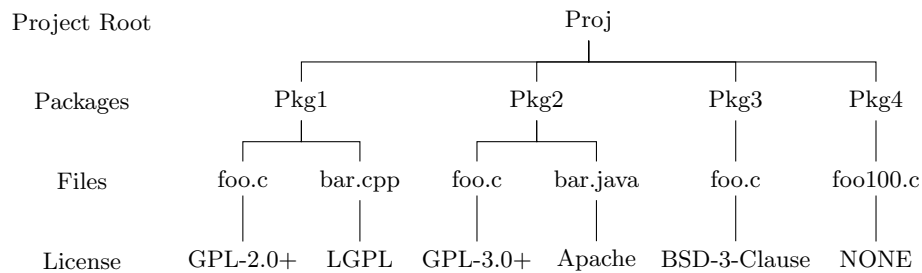 Project Root Proj
Packages Pkg1 Pkg2 Pkg3 Pkg4
Files foo.c bar.cpp foo.c bar.java foo.c foo100.c
License GPL-2.0+ LGPL GPL-3.0+ Apache BSD-3-Clause NONE